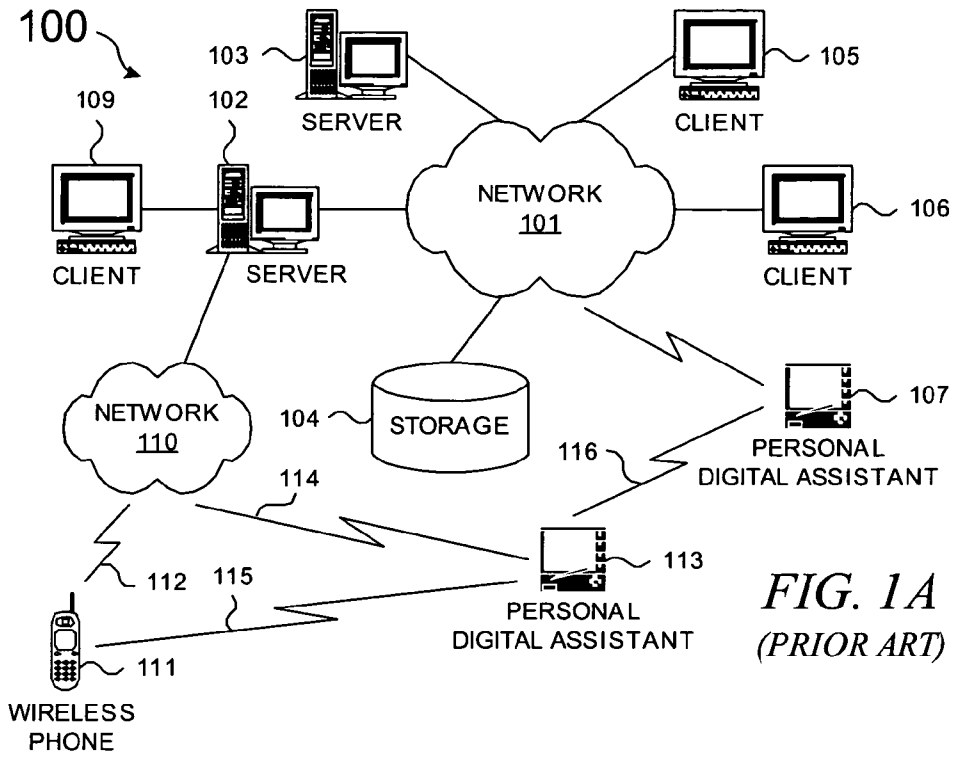 100
103
SERVER
105
CLIENT
109
CLIENT
102
SERVER
NETWORK
101
106
CLIENT
NETWORK
110
104
STORAGE
107
PERSONAL
DIGITAL ASSISTANT
116
114
112
115
113
PERSONAL
DIGITAL ASSISTANT
111
WIRELESS
PHONE
FIG. 1A
(PRIOR ART)